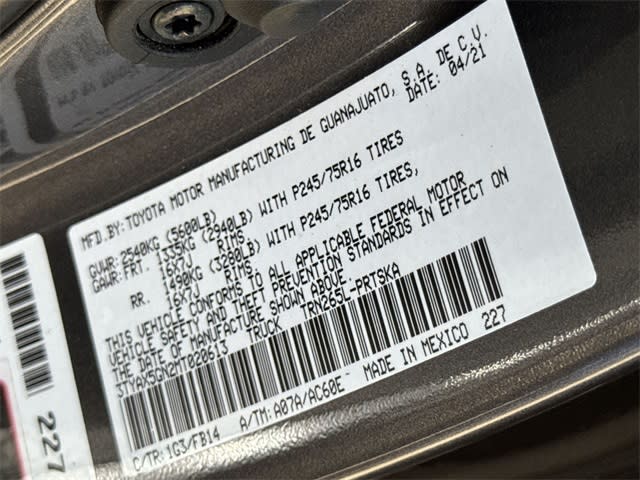 MFD.BY: TOYOTA MOTOR MANUFACTURING DE GUANAJUATO, S.A. DE C.V.
DATE: 04/21
GVWR: 2540KG (5600LB)
GAWR: FRT. 1335KG (2940LB) WITH P245/75R16 TIRES
16X7J RIMS
RR. 1490KG (3280LB) WITH P245/75R16 TIRES,
16X7J RIMS
THIS VEHICLE CONFORMS TO ALL APPLICABLE FEDERAL MOTOR
VEHICLE SAFETY AND THEFT PREVENTION STANDARDS IN EFFECT ON
THE DATE OF MANUFACTURE SHOWN ABOVE.
3TYAX5GN2MT020613 TRUCK TRN265L-PRTSKA
C/TR: 1G3/FB14 A/TM: A07A/AC60E MADE IN MEXICO 227
227